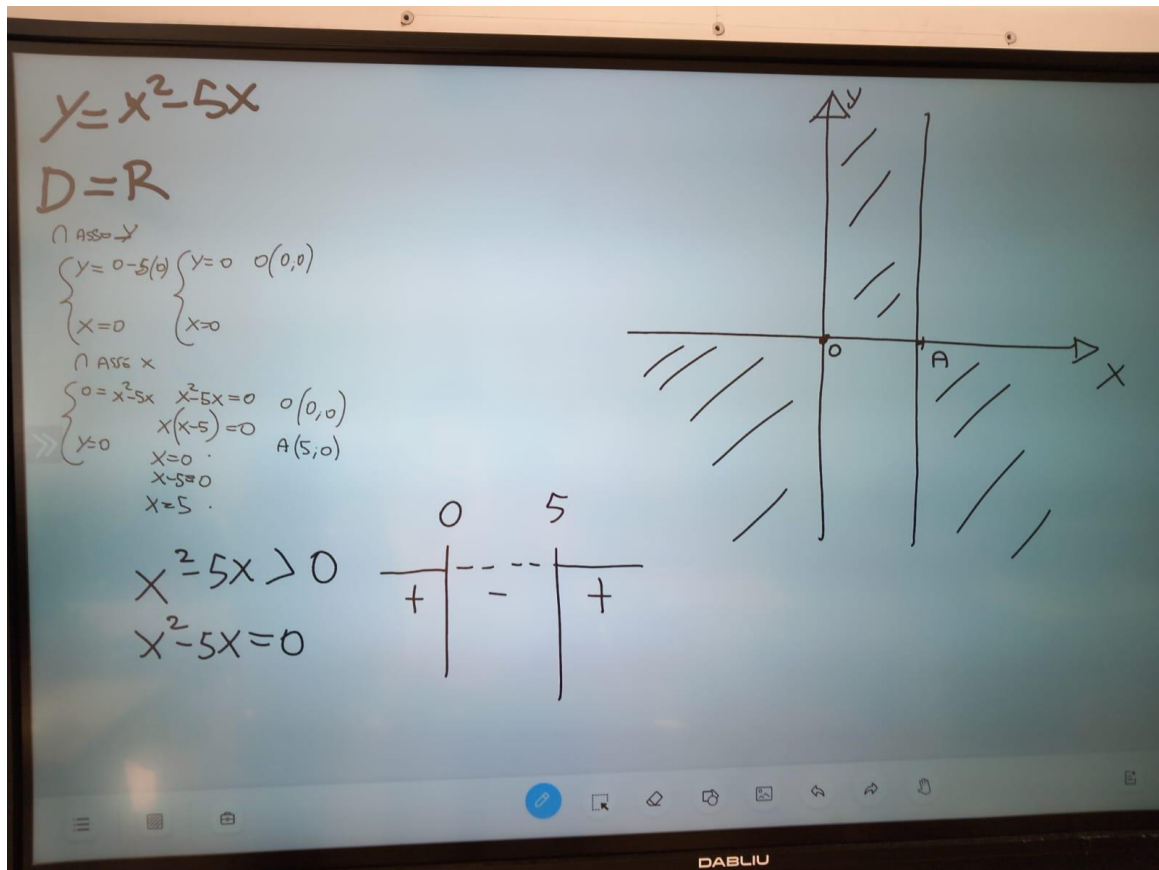 y=x²-5x
D=R
∩ ASSE Y
{y=0-5(0) {y=0 O(0,0)
{x=0 {x=0
∩ ASSE X
{0=x²-5x x²-5x=0 O(0,0)
x(x-5)=0
{y=0 A(5;0)
x=0
x-5=0
x=5
x²-5x>0
x²-5x=0
0 5
+ - +
y
O A
X
DABLIU